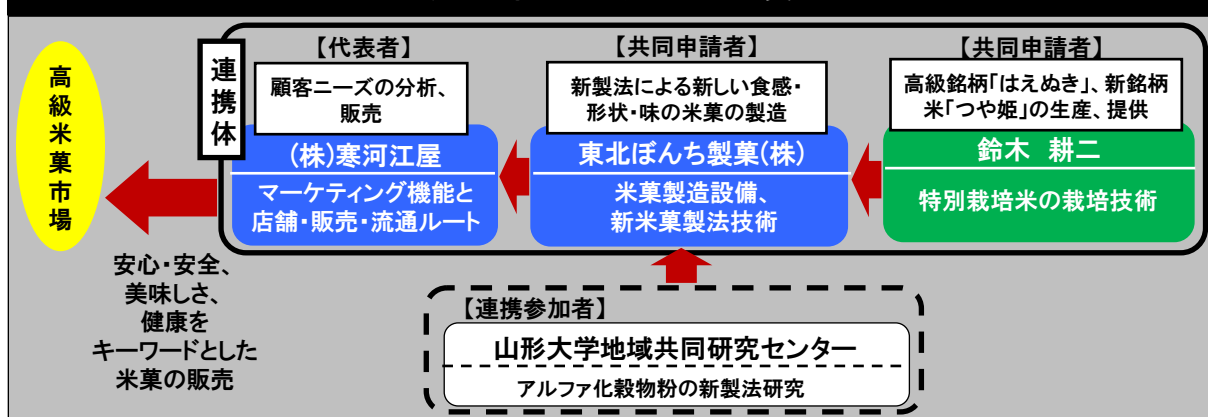 連携体
【代表者】
顧客ニーズの分析、
販売
(株)寒河江屋
マーケティング機能と
店舗・販売・流通ルート
【共同申請者】
新製法による新しい食感・
形状・味の米菓の製造
東北ぼんち製菓(株)
米菓製造設備、
新米菓製法技術
【共同申請者】
高級銘柄「はえぬき」、新銘柄
米「つや姫」の生産、提供
鈴木 耕二
特別栽培米の栽培技術
高級米菓市場
安心・安全、
美味しさ、
健康を
キーワードとした
米菓の販売
【連携参加者】
山形大学地域共同研究センター
アルファ化穀物粉の新製法研究